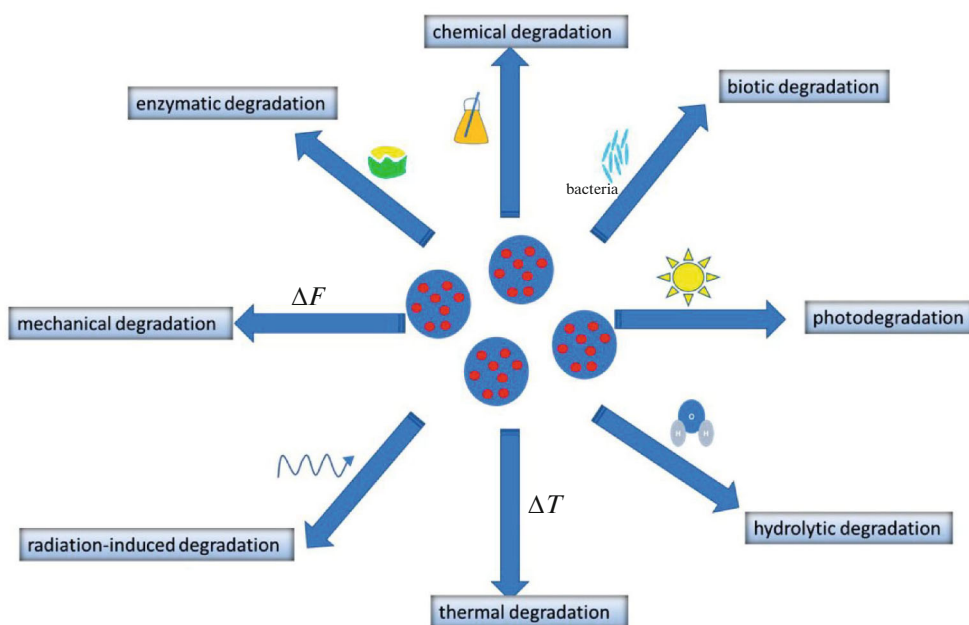 chemical degradation
enzymatic degradation
biotic degradation
bacteria
ΔF
mechanical degradation
photodegradation
O
H H
ΔT
radiation-induced degradation
hydrolytic degradation
thermal degradation